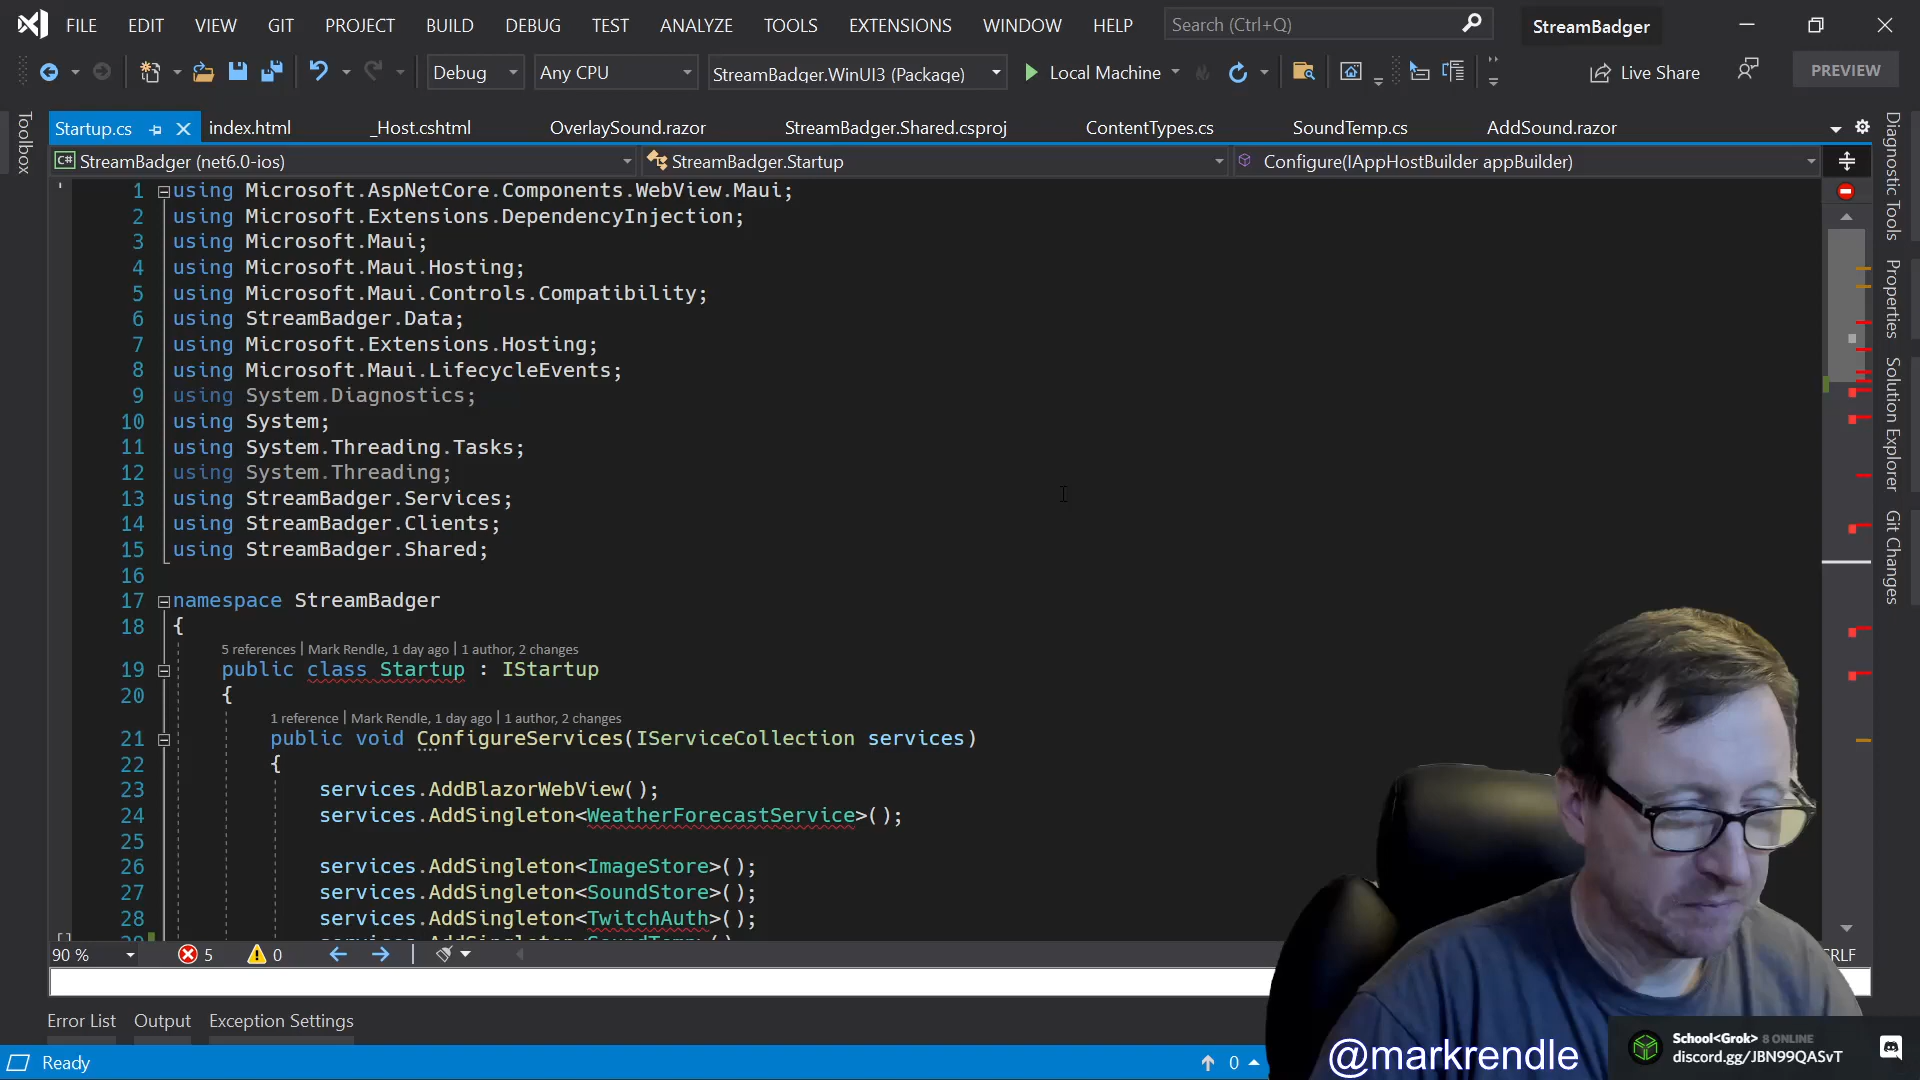 FILE EDIT VIEW GIT PROJECT BUILD DEBUG TEST ANALYZE TOOLS EXTENSIONS WINDOW HELP Search (Ctrl+Q) StreamBadger
Debug Any CPU StreamBadger.WinUI3 (Package) Local Machine Live Share PREVIEW
Toolbox
Startup.cs index.html _Host.cshtml OverlaySound.razor StreamBadger.Shared.csproj ContentTypes.cs SoundTemp.cs AddSound.razor
C# StreamBadger (net6.0-ios) StreamBadger.Startup Configure(IAppHostBuilder appBuilder)
1 using Microsoft.AspNetCore.Components.WebView.Maui;
2 using Microsoft.Extensions.DependencyInjection;
3 using Microsoft.Maui;
4 using Microsoft.Maui.Hosting;
5 using Microsoft.Maui.Controls.Compatibility;
6 using StreamBadger.Data;
7 using Microsoft.Extensions.Hosting;
8 using Microsoft.Maui.LifecycleEvents;
9 using System.Diagnostics;
10 using System;
11 using System.Threading.Tasks;
12 using System.Threading;
13 using StreamBadger.Services;
14 using StreamBadger.Clients;
15 using StreamBadger.Shared;
16
17 namespace StreamBadger
18 {
5 references | Mark Rendle, 1 day ago | 1 author, 2 changes
19 public class Startup : IStartup
20 {
1 reference | Mark Rendle, 1 day ago | 1 author, 2 changes
21 public void ConfigureServices(IServiceCollection services)
22 {
23 services.AddBlazorWebView();
24 services.AddSingleton<WeatherForecastService>();
25
26 services.AddSingleton<ImageStore>();
27 services.AddSingleton<SoundStore>();
28 services.AddSingleton<TwitchAuth>();
Diagnostic Tools
Properties
Solution Explorer
Git Changes
90 % 5 0 CRLF
Error List Output Exception Settings
Ready 0
@markrendle
School<Grok> 8 ONLINE
discord.gg/JBN99QASvT